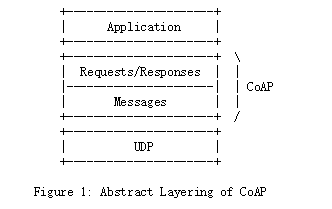 Application
Requests/Responses
CoAP
Messages
UDP
Figure 1: Abstract Layering of CoAP